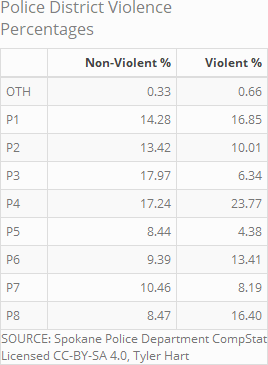 Police District Violence
Percentages
Non-Violent % Violent %
OTH 0.33 0.66
P1 14.28 16.85
P2 13.42 10.01
P3 17.97 6.34
P4 17.24 23.77
P5 8.44 4.38
P6 9.39 13.41
P7 10.46 8.19
P8 8.47 16.40
SOURCE: Spokane Police Department CompStat
Licensed CC-BY-SA 4.0, Tyler Hart